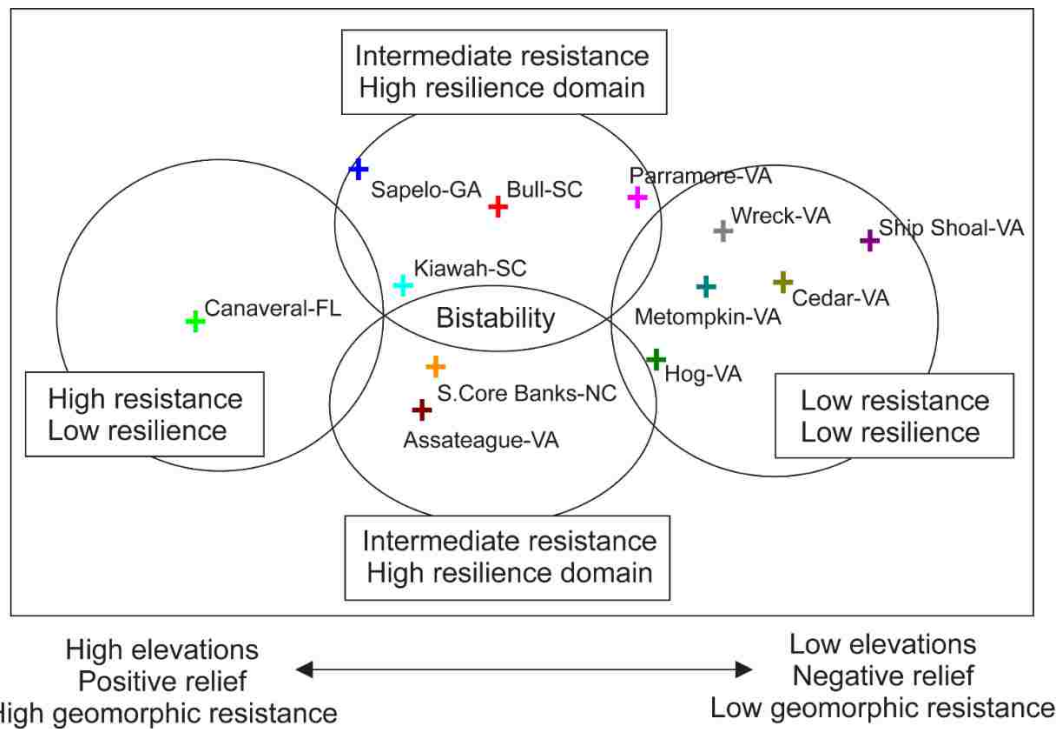 Intermediate resistance
High resilience domain
Sapelo-GA
Bull-SC
Parramore-VA
Wreck-VA
Ship Shoal-VA
Kiawah-SC
Canaveral-FL
Bistability
Metompkin-VA
Cedar-VA
S.Core Banks-NC
Hog-VA
Assateague-VA
High resistance
Low resilience
Low resistance
Low resilience
Intermediate resistance
High resilience domain
High elevations
Positive relief
High geomorphic resistance
Low elevations
Negative relief
Low geomorphic resistance